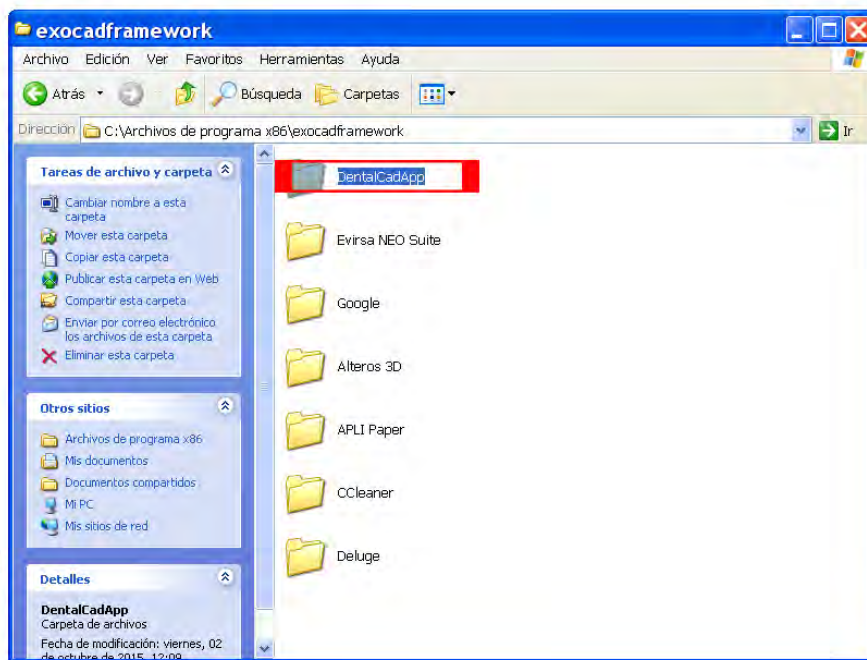 exocadframework
Archivo Edición Ver Favoritos Herramientas Ayuda
Atrás Búsqueda Carpetas
Dirección C:\Archivos de programa x86\exocadframework Ir
Tareas de archivo y carpeta
Cambiar nombre a esta
carpeta
Mover esta carpeta
Copiar esta carpeta
Publicar esta carpeta en Web
Compartir esta carpeta
Enviar por correo electrónico
los archivos de esta carpeta
Eliminar esta carpeta
Otros sitios
Archivos de programa x86
Mis documentos
Documentos compartidos
Mi PC
Mis sitios de red
Detalles
DentalCadApp
Carpeta de archivos
Fecha de modificación: viernes, 02
de octubre de 2015, 12:09
DentalCadApp
Evirsa NEO Suite
Google
Alteros 3D
APLI Paper
CCleaner
Deluge